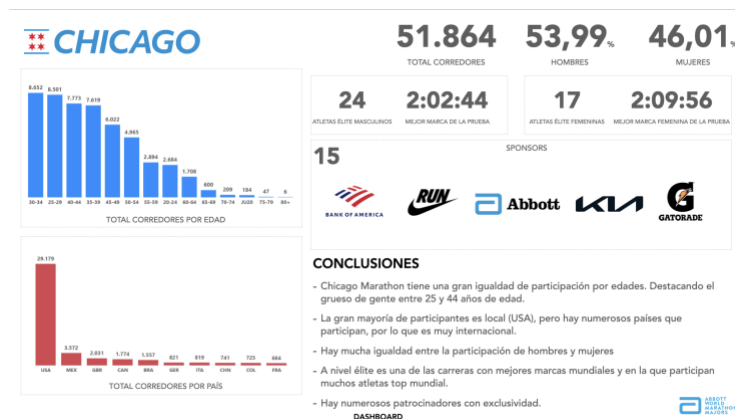 CHICAGO
51.864
TOTAL CORREDORES
53,99%
HOMBRES
46,01%
MUJERES
24
ATLETAS ÉLITE MASCULINOS
2:02:44
MEJOR MARCA DE LA PRUEBA
17
ATLETAS ÉLITE FEMENINAS
2:09:56
MEJOR MARCA FEMENINA DE LA PRUEBA
8.652 8.501 7.773 7.619 6.022 4.965 2.894 2.684 1.708 600 209 184 47 6
30-34 25-29 40-44 35-39 45-49 50-54 55-59 20-24 60-64 65-69 70-74 JU20 75-79 80+
TOTAL CORREDORES POR EDAD
15
SPONSORS
BANK OF AMERICA
RUN
Abbott
KIA
G
GATORADE
29.179 3.372 2.031 1.774 1.557 821 819 741 725 684
USA MEX GBR CAN BRA GER ITA CHN COL FRA
TOTAL CORREDORES POR PAÍS
CONCLUSIONES
- Chicago Marathon tiene una gran igualdad de participación por edades. Destacando el
grueso de gente entre 25 y 44 años de edad.
- La gran mayoría de participantes es local (USA), pero hay numerosos países que
participan, por lo que es muy internacional.
- Hay mucha igualdad entre la participación de hombres y mujeres
- A nivel élite es una de las carreras con mejores marcas mundiales y en la que participan
muchos atletas top mundial.
- Hay numerosos patrocinadores con exclusividad.
DASHBOARD
ABBOTT
WORLD
MARATHON
MAJORS